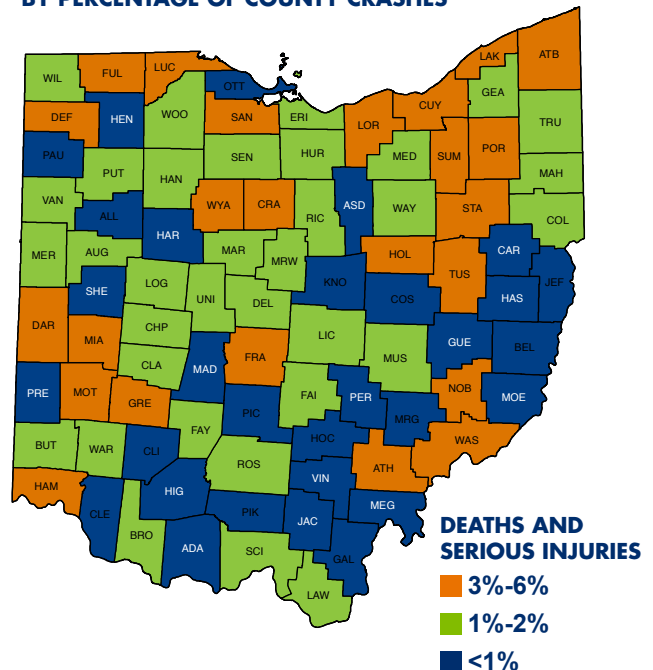 BY PERCENTAGE OF COUNTY CRASHES
WIL FUL LUC OTT LAK ATB
DEF HEN WOO SAN ERI LOR CUY GEA
PAU PUT HAN SEN HUR MED SUM POR TRU
VAN ALL HAR WYA CRA RIC ASD WAY STA MAH
MER AUG MAR MRW HOL TUS CAR COL
SHE LOG UNI DEL KNO COS HAS JEF
DAR MIA CHP CLA MAD FRA LIC MUS GUE BEL
PRE MOT GRE PIC FAI PER MRG NOB MOE
BUT WAR CLI FAY ROS HOC ATH WAS
HAM CLE HIG PIK VIN MEG
BRO ADA SCI JAC GAL
LAW
DEATHS AND
SERIOUS INJURIES
3%-6%
1%-2%
<1%